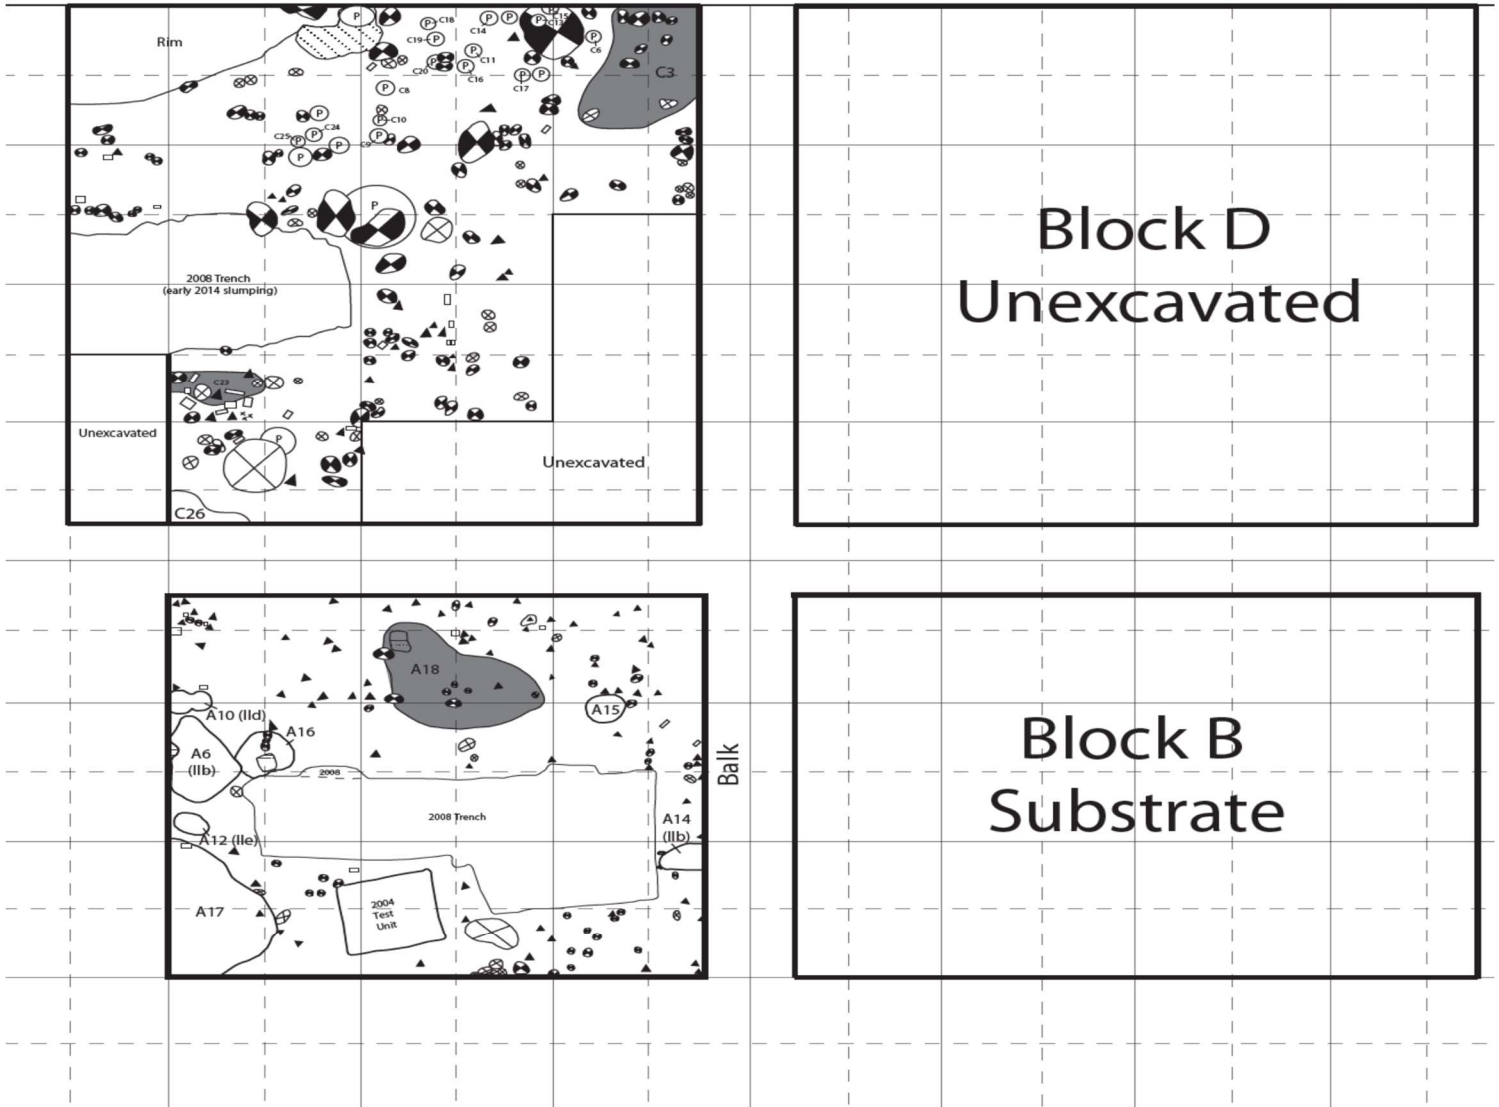 Rim
P
P
C18
C14
P
P
P
C15
C13
P
C19
P
P
C6
C3
P
C11
C20
P
P
C16
P
P
C17
P
C8
P
C10
P
P
C24
C25
P
P
C9
P
P
P
2008 Trench
(early 2014 slumping)
C23
Unexcavated
P
Unexcavated
C26
Block D
Unexcavated
A18
A10 (IId)
A15
A16
A6
(IIb)
2008
Balk
2008 Trench
A14
(IIb)
A12 (IIe)
A17
2004
Test
Unit
Block B
Substrate